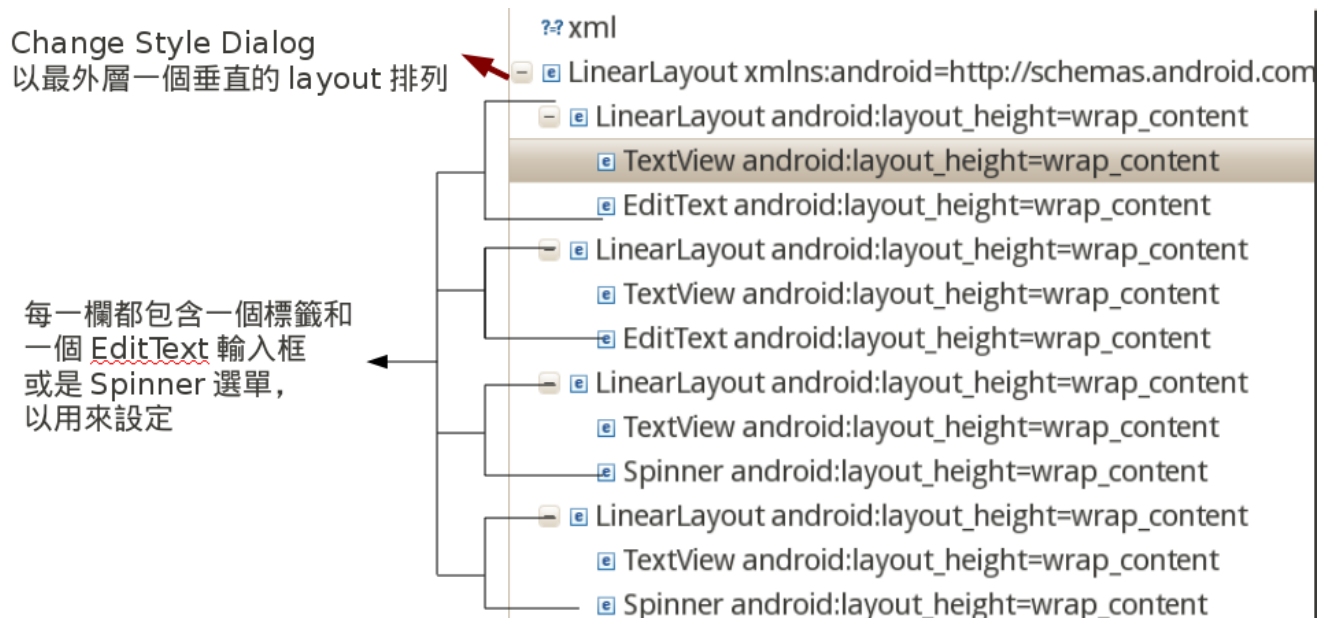 Change Style Dialog
以最外層一個垂直的 layout 排列
每一欄都包含一個標籤和
一個 EditText 輸入框
或是 Spinner 選單,
以用來設定
?=? xml
LinearLayout xmlns:android=http://schemas.android.com
LinearLayout android:layout_height=wrap_content
TextView android:layout_height=wrap_content
EditText android:layout_height=wrap_content
LinearLayout android:layout_height=wrap_content
TextView android:layout_height=wrap_content
EditText android:layout_height=wrap_content
LinearLayout android:layout_height=wrap_content
TextView android:layout_height=wrap_content
Spinner android:layout_height=wrap_content
LinearLayout android:layout_height=wrap_content
TextView android:layout_height=wrap_content
Spinner android:layout_height=wrap_content